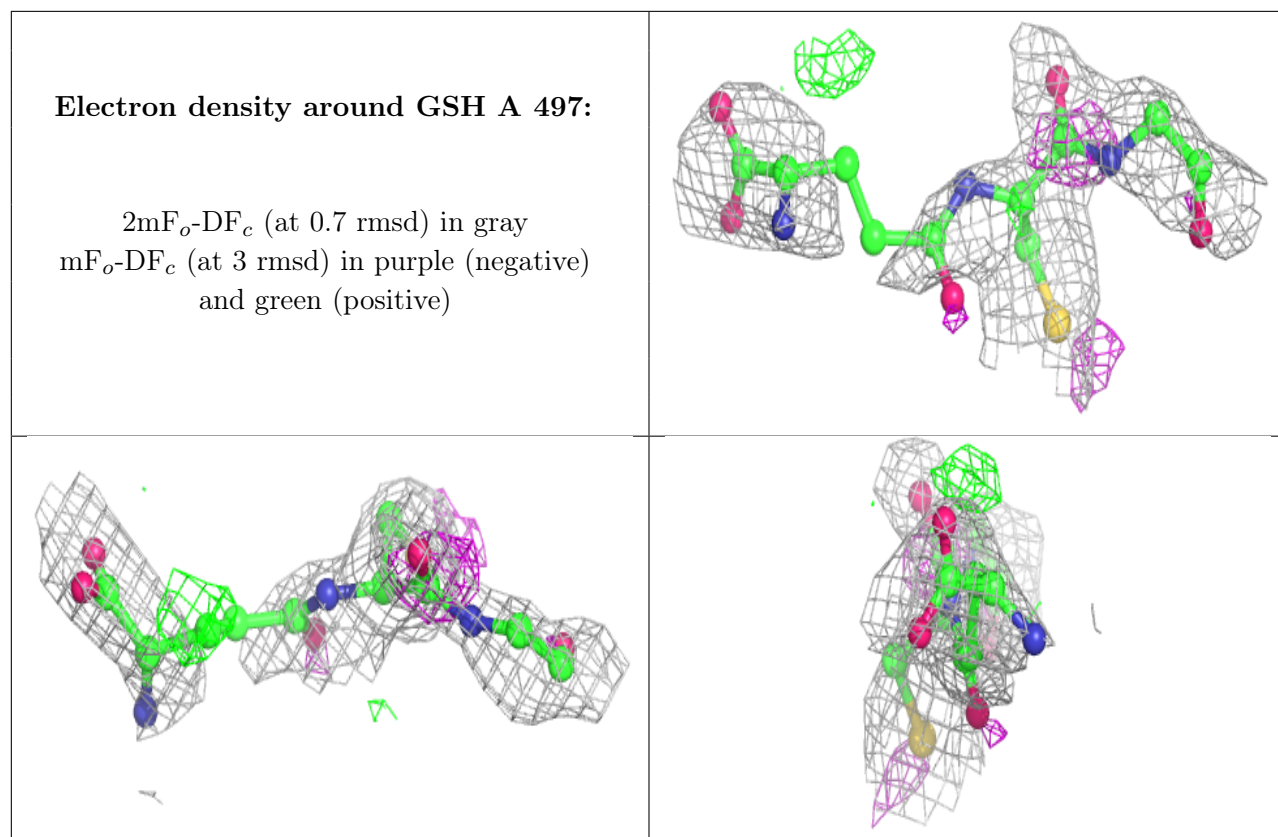 Electron density around GSH A 497:
2mFₒ-DF𝒸 (at 0.7 rmsd) in gray
mFₒ-DF𝒸 (at 3 rmsd) in purple (negative)
and green (positive)